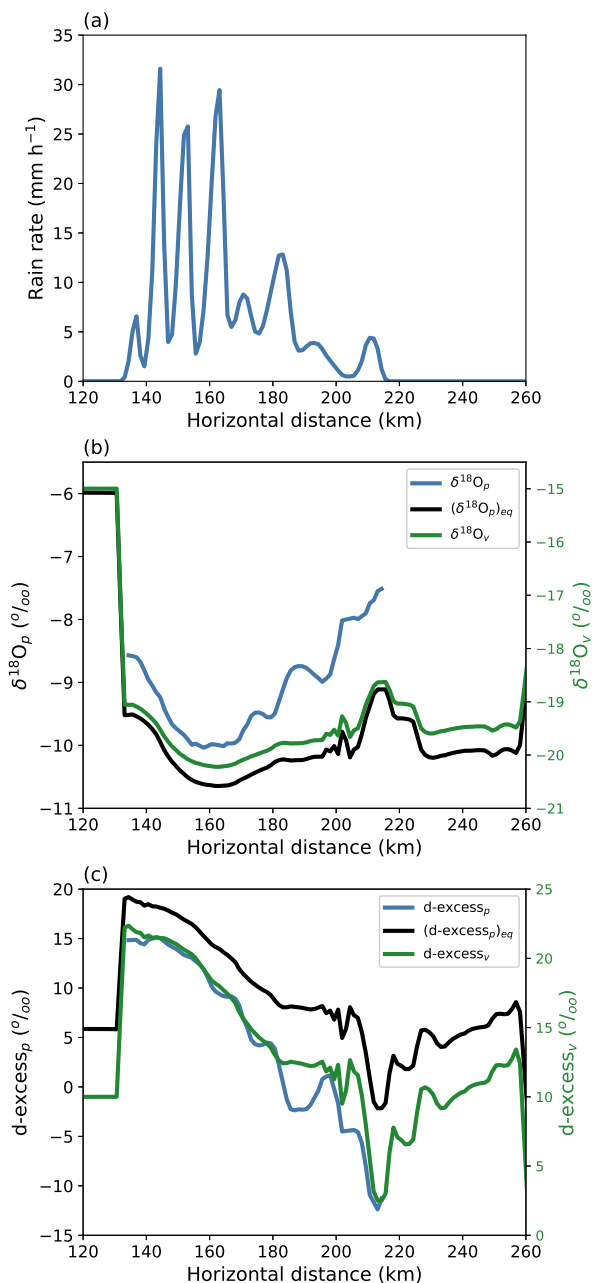 (a)
35
30
25
20
15
10
5
0
Rain rate (mm h⁻¹)
120 140 160 180 200 220 240 260
Horizontal distance (km)
(b)
−6
−7
−8
−9
−10
−11
δ¹⁸Oₚ (º/ₒₒ)
δ¹⁸Oₚ
(δ¹⁸Oₚ)ₑq
δ¹⁸Oᵥ
−15
−16
−17
−18
−19
−20
−21
δ¹⁸Oᵥ (º/ₒₒ)
120 140 160 180 200 220 240 260
Horizontal distance (km)
(c)
20
15
10
5
0
−5
−10
−15
d-excessₚ (º/ₒₒ)
d-excessₚ
(d-excessₚ)ₑq
d-excessᵥ
25
20
15
10
5
0
d-excessᵥ (º/ₒₒ)
120 140 160 180 200 220 240 260
Horizontal distance (km)